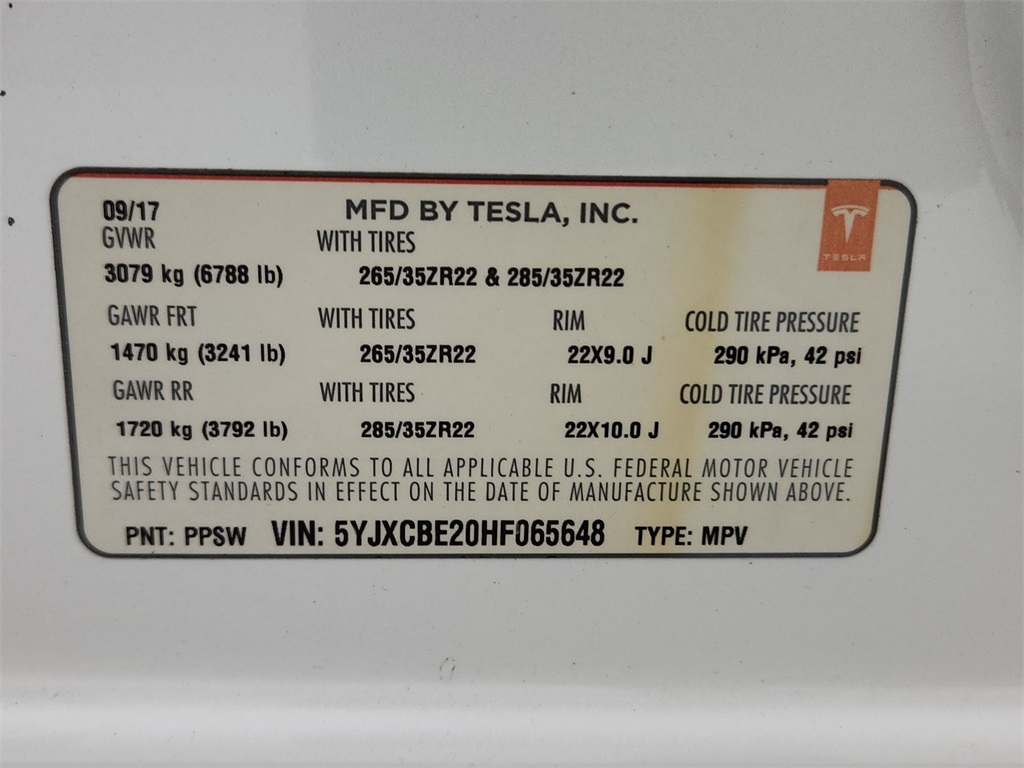 09/17 MFD BY TESLA, INC.
GVWR WITH TIRES
3079 kg (6788 lb) 265/35ZR22 & 285/35ZR22
TESLA
GAWR FRT WITH TIRES RIM COLD TIRE PRESSURE
1470 kg (3241 lb) 265/35ZR22 22X9.0 J 290 kPa, 42 psi
GAWR RR WITH TIRES RIM COLD TIRE PRESSURE
1720 kg (3792 lb) 285/35ZR22 22X10.0 J 290 kPa, 42 psi
THIS VEHICLE CONFORMS TO ALL APPLICABLE U.S. FEDERAL MOTOR VEHICLE
SAFETY STANDARDS IN EFFECT ON THE DATE OF MANUFACTURE SHOWN ABOVE.
PNT: PPSW VIN: 5YJXCBE20HF065648 TYPE: MPV